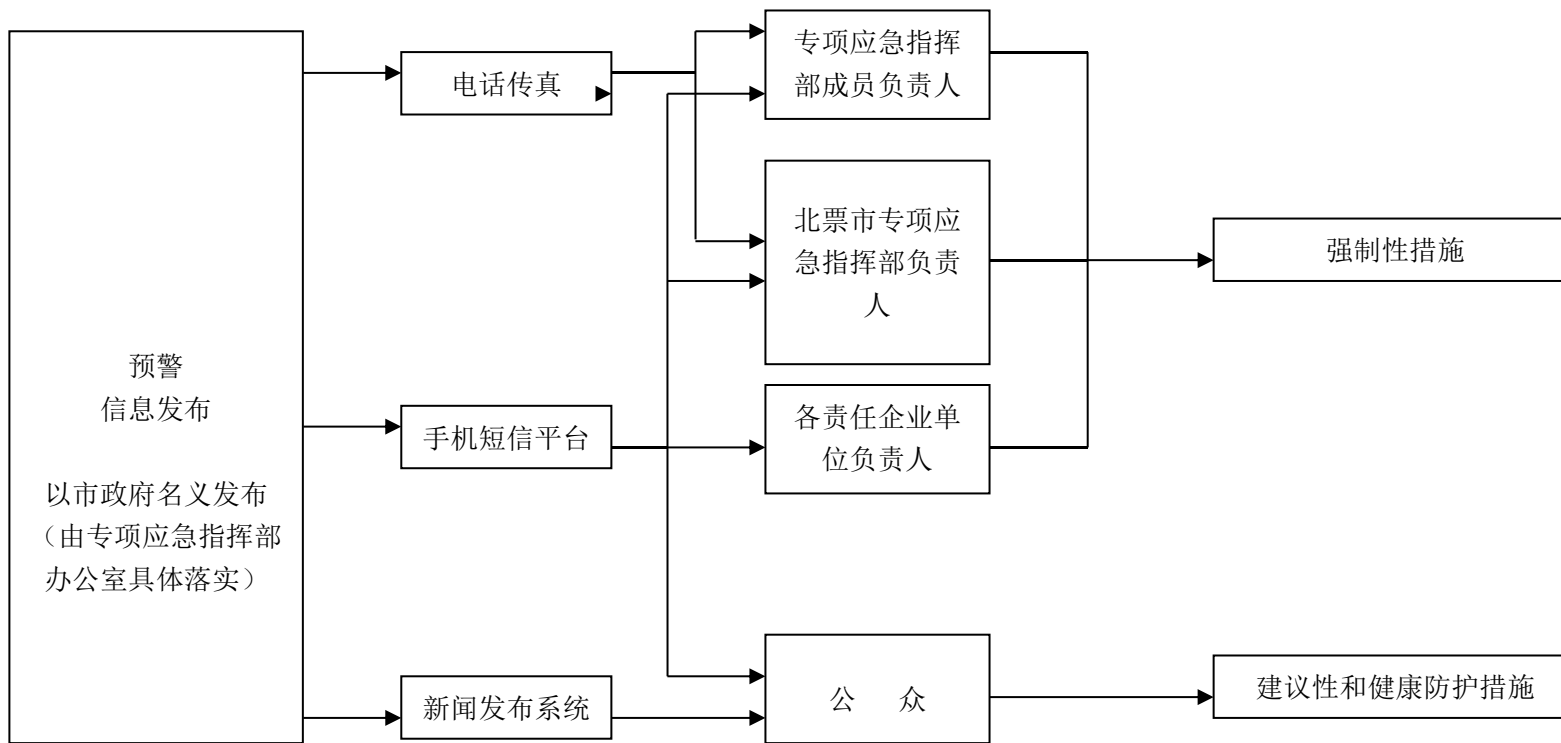 预警
信息发布
以市政府名义发布
（由专项应急指挥部
办公室具体落实）
电话传真
手机短信平台
新闻发布系统
专项应急指挥
部成员负责人
北票市专项应
急指挥部负责
人
各责任企业单
位负责人
公 众
强制性措施
建议性和健康防护措施